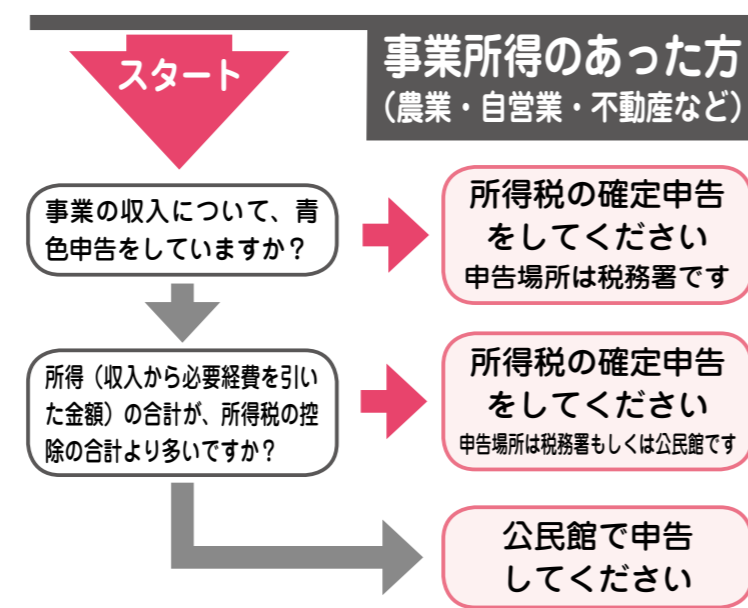 スタート
事業所得のあった方
（農業・自営業・不動産など）
事業の収入について、青
色申告をしていますか？
所得税の確定申告
をしてください
申告場所は税務署です
所得（収入から必要経費を引い
た金額）の合計が、所得税の控
除の合計より多いですか？
所得税の確定申告
をしてください
申告場所は税務署もしくは公民館です
公民館で申告
してください